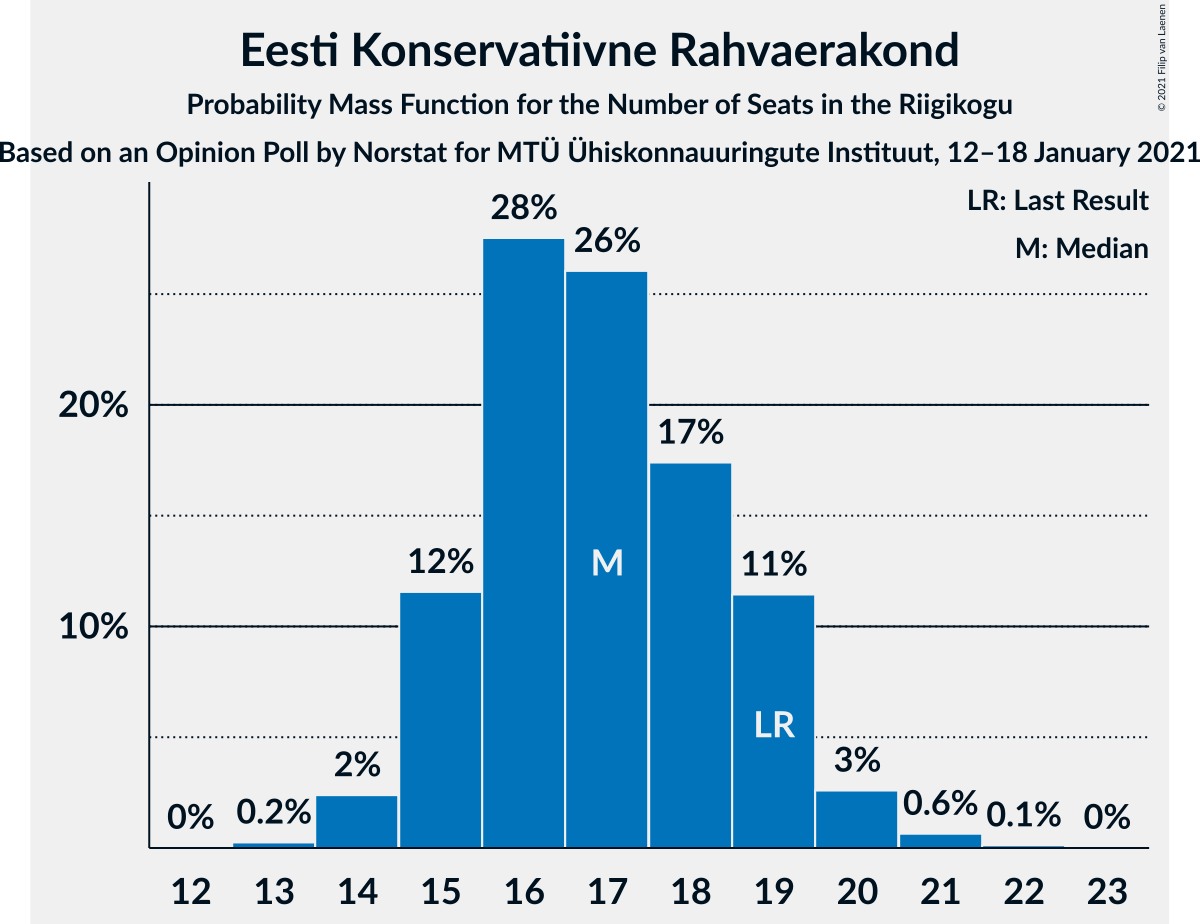 Eesti Konservatiivne Rahvaerakond
Probability Mass Function for the Number of Seats in the Riigikogu
Based on an Opinion Poll by Norstat for MTÜ Ühiskonnauuringute Instituut, 12–18 January 2021
© 2021 Filip van Laenen
LR: Last Result
M: Median
28%
26%
20%
17%
12%
M
11%
10%
LR
2%
3%
0%
0.2%
0.6%
0.1%
0%
12 13 14 15 16 17 18 19 20 21 22 23